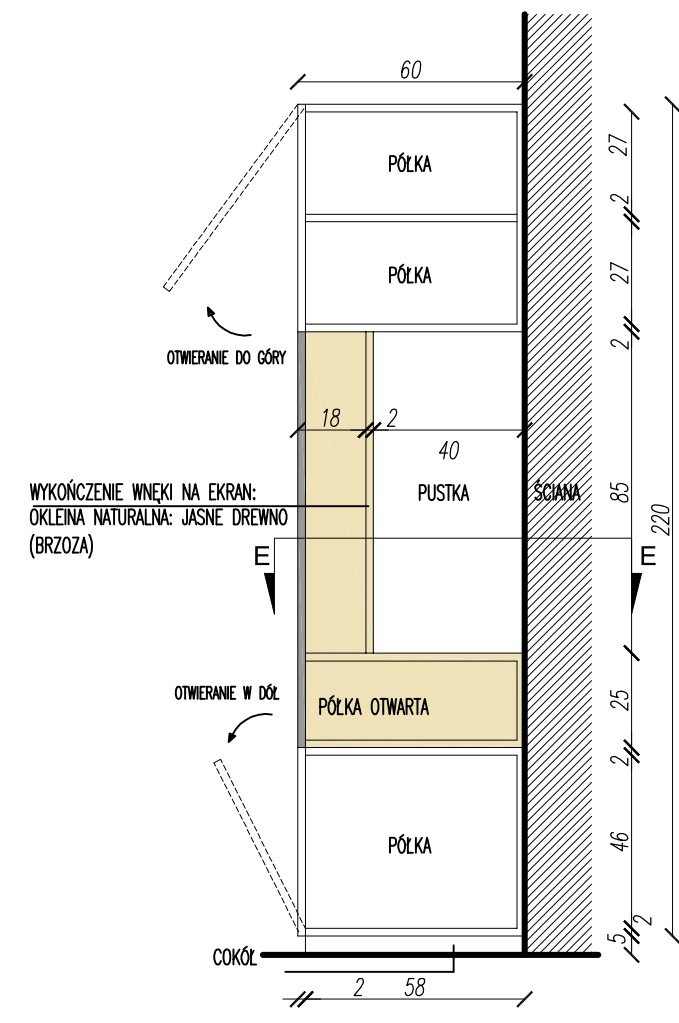 60
PÓŁKA
27
2
PÓŁKA
27
2
OTWIERANIE DO GÓRY
18 2
40
WYKOŃCZENIE WNĘKI NA EKRAN:
OKLEINA NATURALNA: JASNE DREWNO
(BRZOZA)
PUSTKA
ŚCIANA
85
220
E E
OTWIERANIE W DÓŁ
PÓŁKA OTWARTA
25
2
PÓŁKA
46
2
5
COKÓŁ
2 58